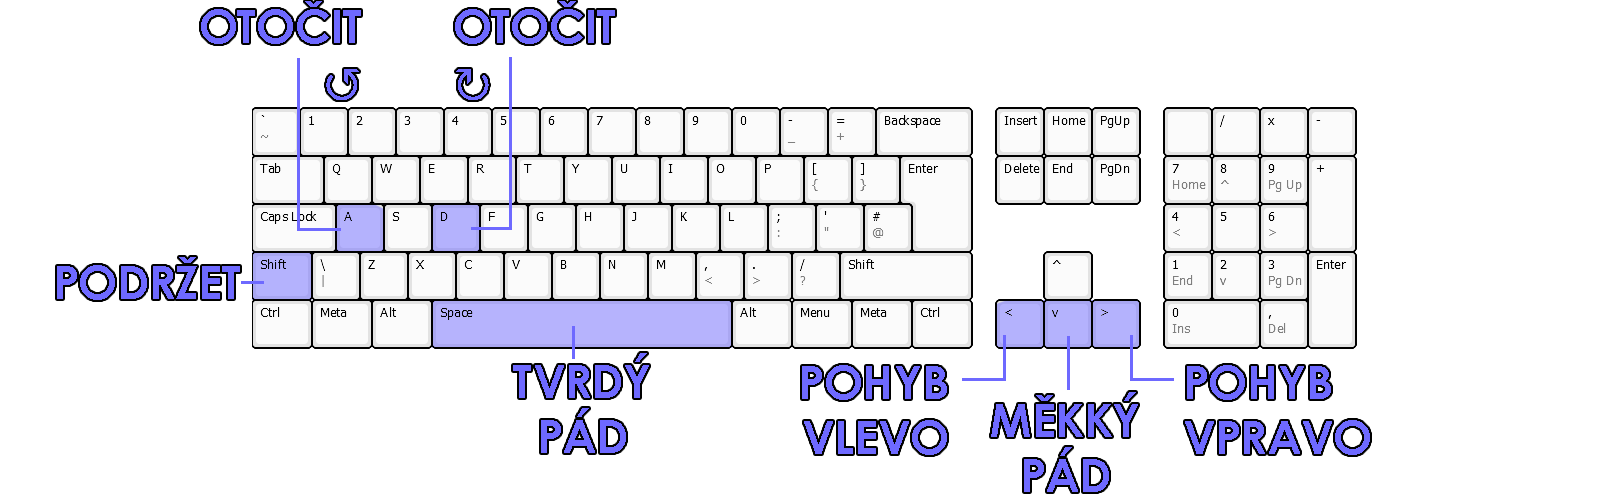 OTOČIT OTOČIT
` 1 2 3 4 5 6 7 8 9 0 - = Backspace Insert Home PgUp / x -
~ _ +
Tab Q W E R T Y U I O P [ ] Enter Delete End PgDn 7 8 9 +
{ } Home ^ Pg Up
Caps Lock A S D F G H J K L ; ' # 4 5 6
: " @ < >
PODRŽET Shift \ Z X C V B N M , . / Shift ^ 1 2 3 Enter
| < > ? End v Pg Dn
Ctrl Meta Alt Space Alt Menu Meta Ctrl < v > 0 ,
Ins Del
TVRDÝ
PÁD
POHYB
VLEVO
MĚKKÝ
PÁD
POHYB
VPRAVO